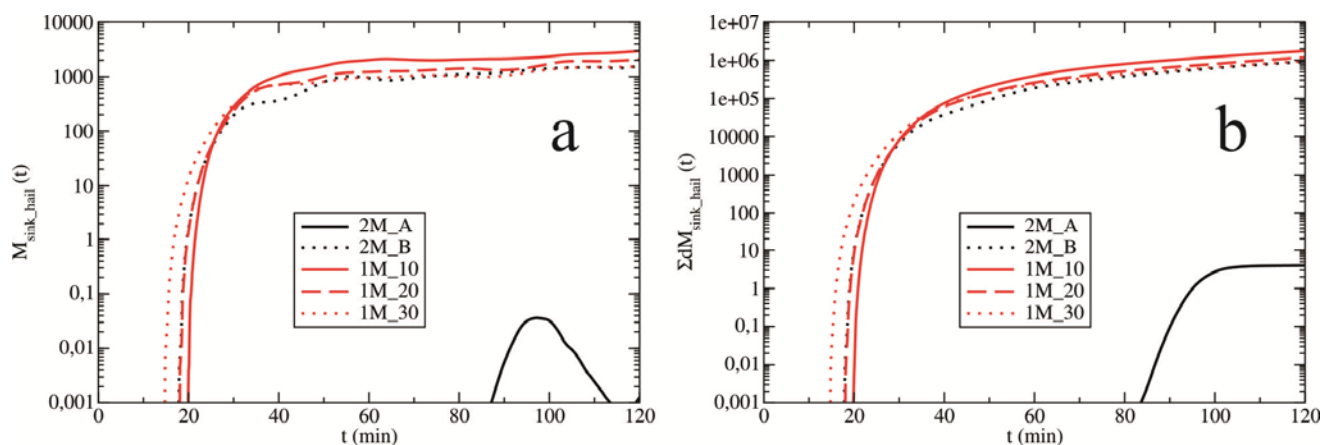 10000
1000
100
10
1
0,1
0,01
0,001
M_sink_hail (t)
a
2M_A
2M_B
1M_10
1M_20
1M_30
0 20 40 60 80 100 120
t (min)
1e+07
1e+06
1e+05
10000
1000
100
10
1
0,1
0,01
0,001
ΣdM_sink_hail (t)
b
2M_A
2M_B
1M_10
1M_20
1M_30
0 20 40 60 80 100 120
t (min)